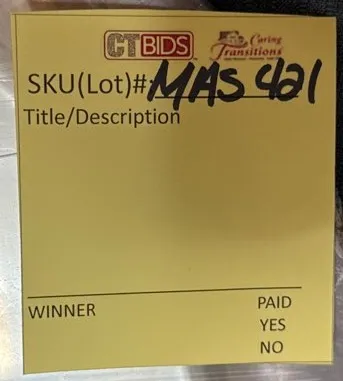 CTBIDS Caring Transitions
SKU(Lot)#: MAS 421
Title/Description
WINNER PAID
YES
NO